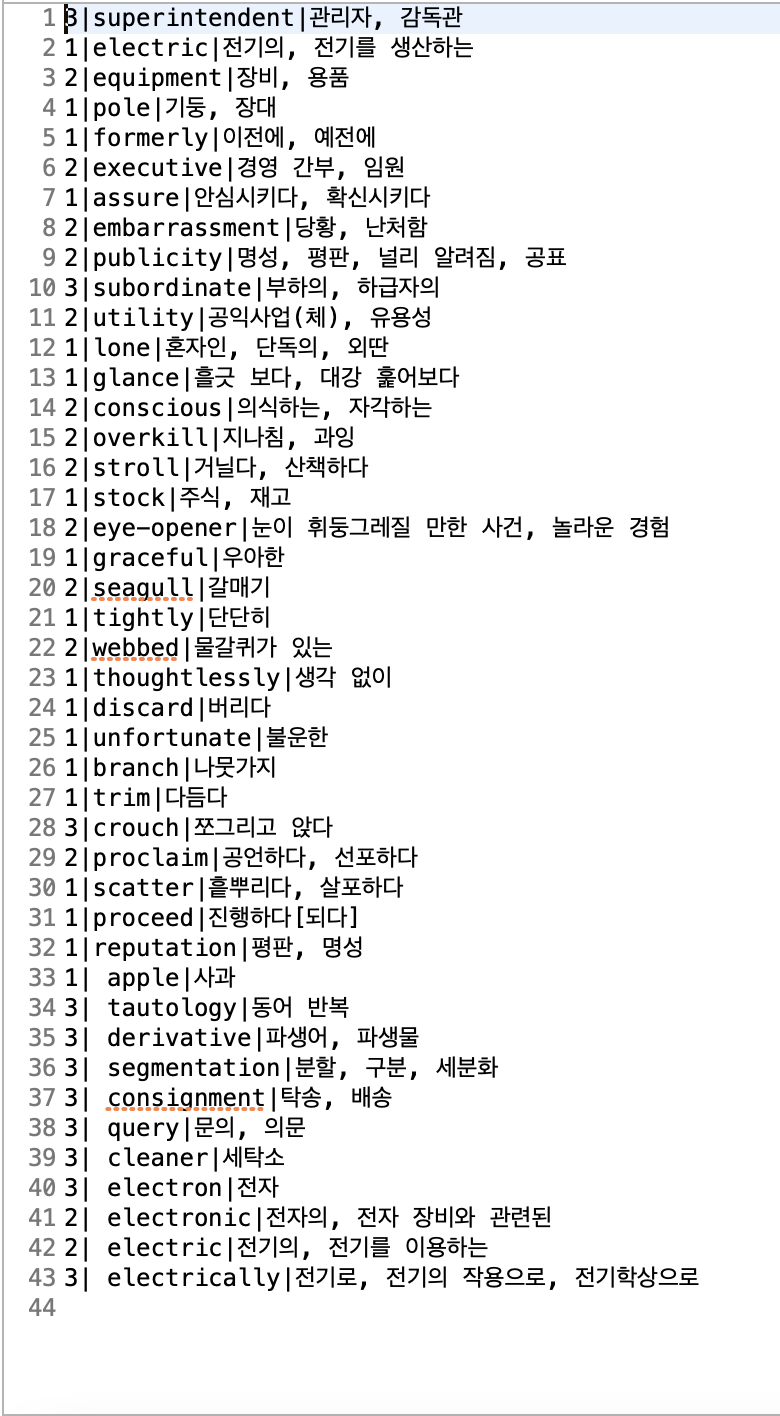 1 3|superintendent|관리자, 감독관
2 1|electric|전기의, 전기를 생산하는
3 2|equipment|장비, 용품
4 1|pole|기둥, 장대
5 1|formerly|이전에, 예전에
6 2|executive|경영 간부, 임원
7 1|assure|안심시키다, 확신시키다
8 2|embarrassment|당황, 난처함
9 2|publicity|명성, 평판, 널리 알려짐, 공표
10 3|subordinate|부하의, 하급자의
11 2|utility|공익사업(체), 유용성
12 1|lone|혼자인, 단독의, 외딴
13 1|glance|흘긋 보다, 대강 훑어보다
14 2|conscious|의식하는, 자각하는
15 2|overkill|지나침, 과잉
16 2|stroll|거닐다, 산책하다
17 1|stock|주식, 재고
18 2|eye-opener|눈이 휘둥그레질 만한 사건, 놀라운 경험
19 1|graceful|우아한
20 2|seagull|갈매기
21 1|tightly|단단히
22 2|webbed|물갈퀴가 있는
23 1|thoughtlessly|생각 없이
24 1|discard|버리다
25 1|unfortunate|불운한
26 1|branch|나뭇가지
27 1|trim|다듬다
28 3|crouch|쪼그리고 앉다
29 2|proclaim|공언하다, 선포하다
30 1|scatter|흩뿌리다, 살포하다
31 1|proceed|진행하다[되다]
32 1|reputation|평판, 명성
33 1| apple|사과
34 3| tautology|동어 반복
35 3| derivative|파생어, 파생물
36 3| segmentation|분할, 구분, 세분화
37 3| consignment|탁송, 배송
38 3| query|문의, 의문
39 3| cleaner|세탁소
40 3| electron|전자
41 2| electronic|전자의, 전자 장비와 관련된
42 2| electric|전기의, 전기를 이용하는
43 3| electrically|전기로, 전기의 작용으로, 전기학상으로
44